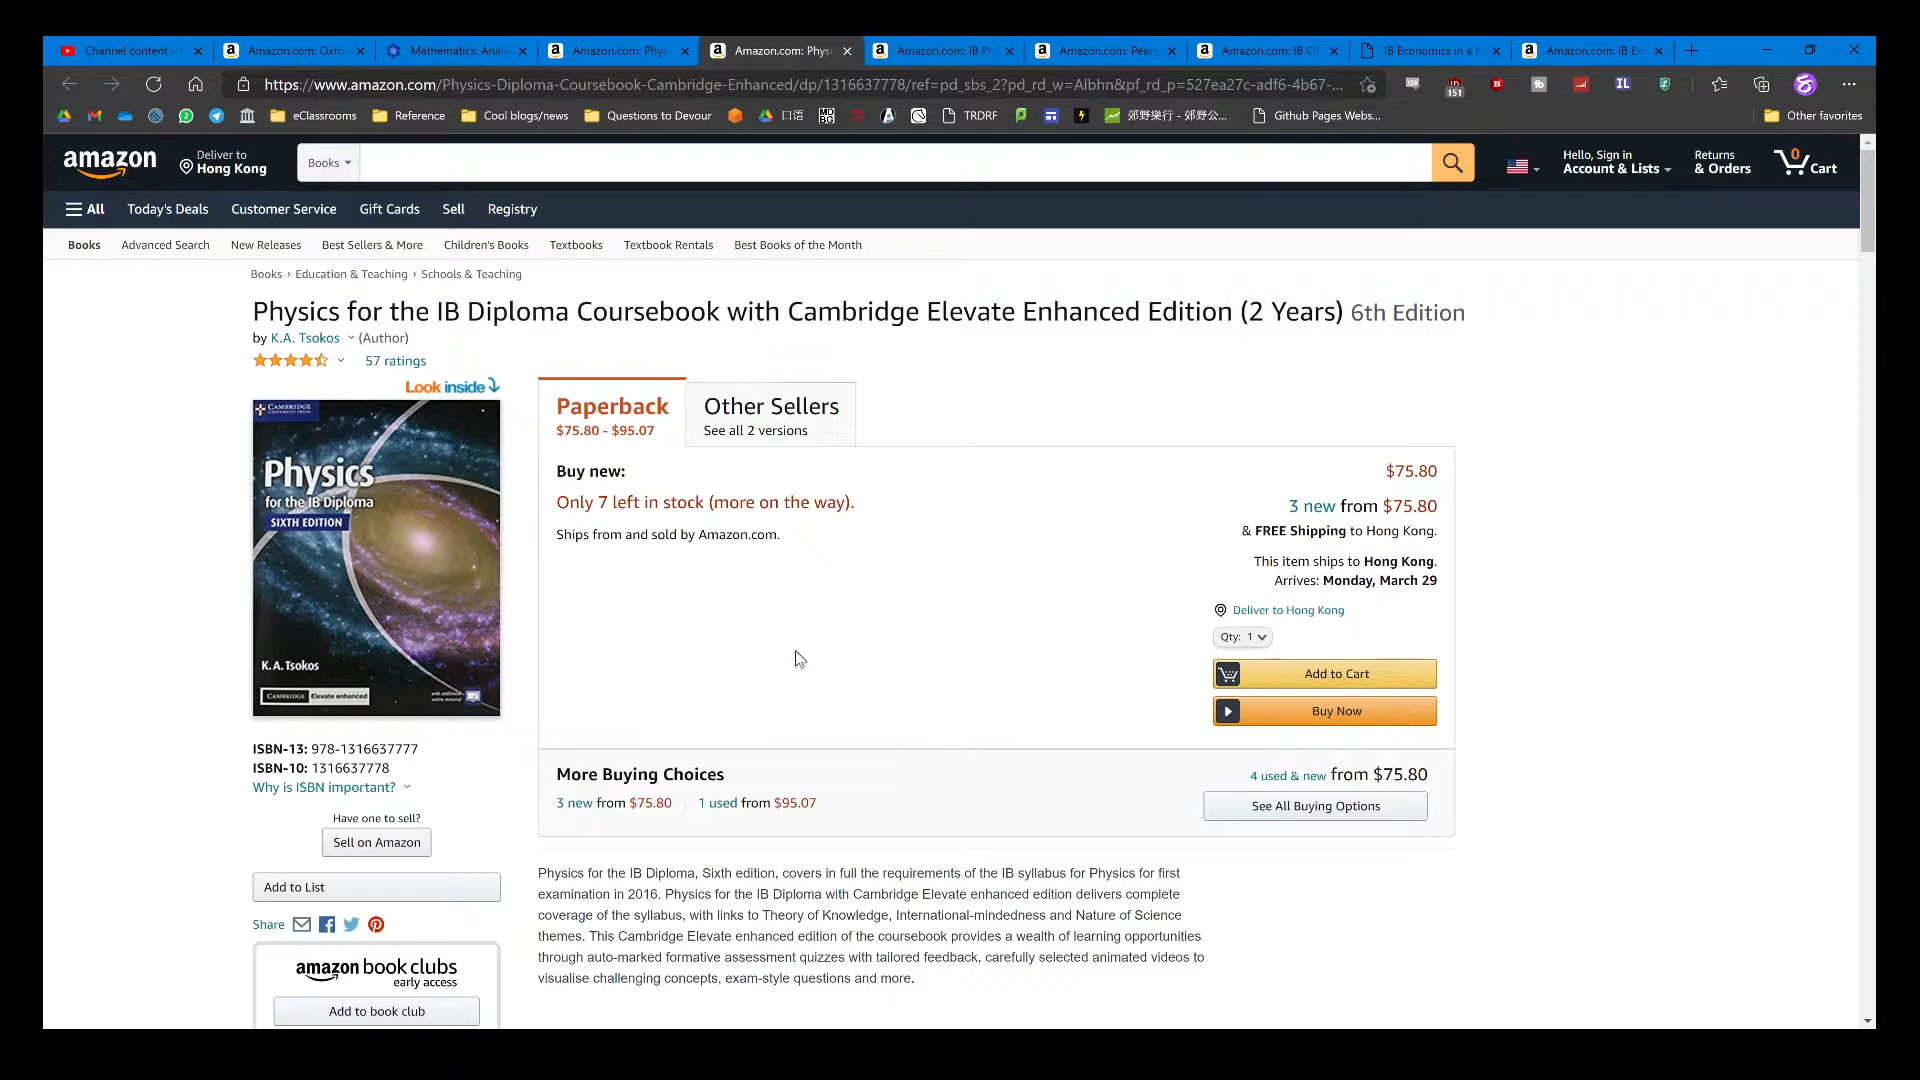 Channel content -
Amazon.com: Oxfo
Mathematics: Anal
Amazon.com: Phys
Amazon.com: Phys
Amazon.com: IB Ph
Amazon.com: Pears
Amazon.com: IB Ch
IB Economics in a N
Amazon.com: IB Ext
https://www.amazon.com/Physics-Diploma-Coursebook-Cambridge-Enhanced/dp/1316637778/ref=pd_sbs_2?pd_rd_w=Albhn&pf_rd_p=527ea27c-adf6-4b67-...
151
IL
eClassrooms
Reference
Cool blogs/news
Questions to Devour
口语
TRDRF
郊野樂行 - 郊野公...
Github Pages Webs...
Other favorites
amazon
Deliver to
Hong Kong
Books
Hello, Sign in
Account & Lists
Returns
& Orders
0
Cart
All
Today's Deals
Customer Service
Gift Cards
Sell
Registry
Books
Advanced Search
New Releases
Best Sellers & More
Children's Books
Textbooks
Textbook Rentals
Best Books of the Month
Books › Education & Teaching › Schools & Teaching
Physics for the IB Diploma Coursebook with Cambridge Elevate Enhanced Edition (2 Years) 6th Edition
by K.A. Tsokos (Author)
57 ratings
Look inside
CAMBRIDGE
Physics
for the IB Diploma
SIXTH EDITION
K. A. Tsokos
CAMBRIDGE Elevate enhanced
Paperback
$75.80 - $95.07
Other Sellers
See all 2 versions
Buy new:
$75.80
Only 7 left in stock (more on the way).
3 new from $75.80
Ships from and sold by Amazon.com.
& FREE Shipping to Hong Kong.
This item ships to Hong Kong.
Arrives: Monday, March 29
Deliver to Hong Kong
Qty: 1
Add to Cart
Buy Now
ISBN-13: 978-1316637777
ISBN-10: 1316637778
Why is ISBN important?
Have one to sell?
Sell on Amazon
Add to List
Share
amazon book clubs
early access
Add to book club
More Buying Choices
3 new from $75.80
1 used from $95.07
4 used & new from $75.80
See All Buying Options
Physics for the IB Diploma, Sixth edition, covers in full the requirements of the IB syllabus for Physics for first
examination in 2016. Physics for the IB Diploma with Cambridge Elevate enhanced edition delivers complete
coverage of the syllabus, with links to Theory of Knowledge, International-mindedness and Nature of Science
themes. This Cambridge Elevate enhanced edition of the coursebook provides a wealth of learning opportunities
through auto-marked formative assessment quizzes with tailored feedback, carefully selected animated videos to
visualise challenging concepts, exam-style questions and more.